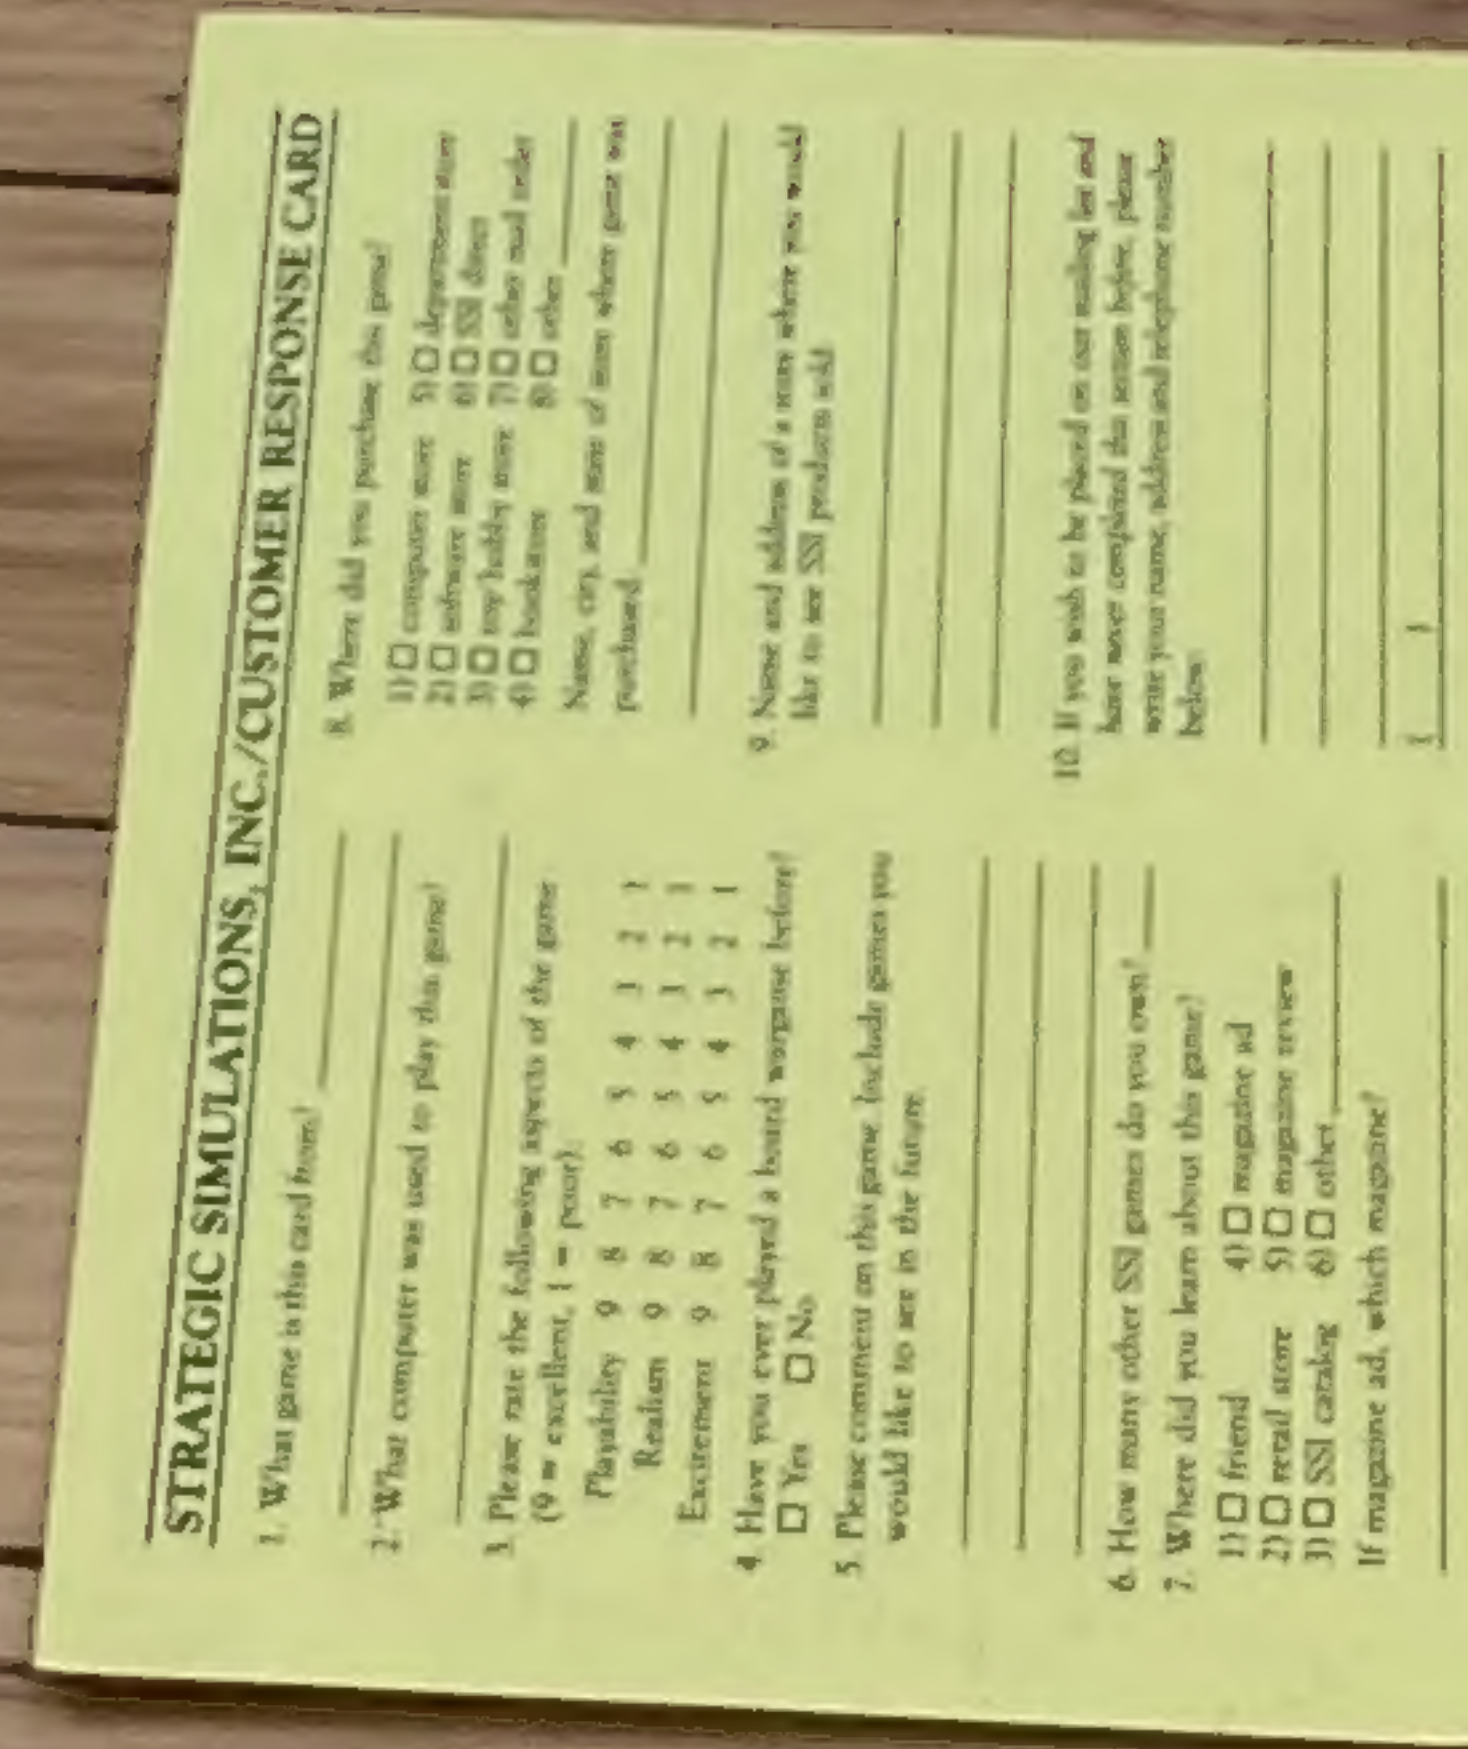 STRATEGIC SIMULATIONS, INC./CUSTOMER RESPONSE CARD
1. What game is this card from?
2. What computer was used to play this game?
3. Please rate the following aspects of the game
(9 = excellent, 1 = poor):
Playability 9 8 7 6 5 4 3 2 1
Realism 9 8 7 6 5 4 3 2 1
Excitement 9 8 7 6 5 4 3 2 1
4. Have you ever played a board wargame before?
☐ Yes ☐ No
5. Please comment on this game. Include games you
would like to see in the future.
6. How many other SSI games do you own?
7. Where did you learn about this game?
1) ☐ friend 4) ☐ magazine ad
2) ☐ retail store 5) ☐ magazine review
3) ☐ SSI catalog 6) ☐ other
If magazine ad, which magazine?
8. Where did you purchase this game?
1) ☐ computer store 5) ☐ department store
2) ☐ software store 6) ☐ SSI direct
3) ☐ toy/hobby store 7) ☐ other mail order
4) ☐ bookstore 8) ☐ other
Name, city, and state of store where game was
purchased
9. Name and address of a store where you would
like to see SSI products sold:
10. If you wish to be placed on our mailing list and
have never completed this section before, please
write your name, address and telephone number
below:
( )